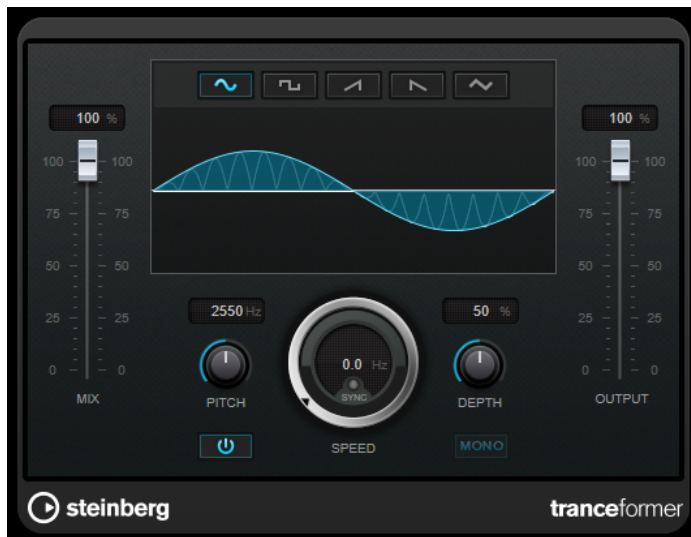 100 %
100 %
100 100
75 75
50 50
25 25
0 0
MIX
100 100
75 75
50 50
25 25
0 0
OUTPUT
2550 Hz
PITCH
0.0 Hz
SYNC
SPEED
50 %
DEPTH
MONO
steinberg
tranceformer